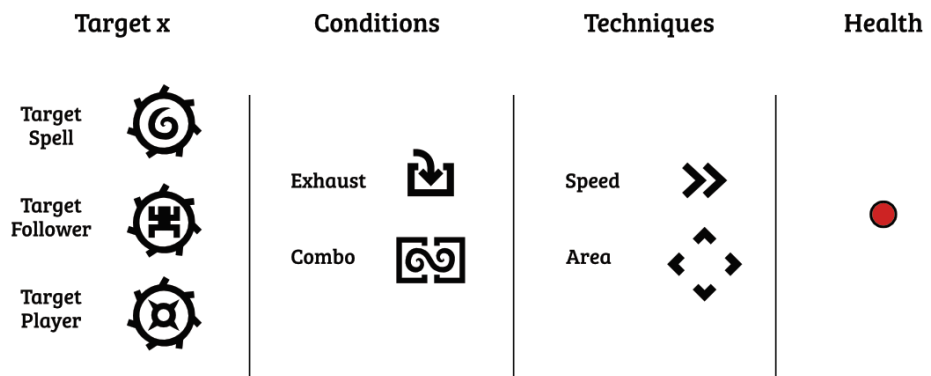 Target x
Conditions
Techniques
Health
Target
Spell
Target
Follower
Target
Player
Exhaust
Combo
Speed
Area